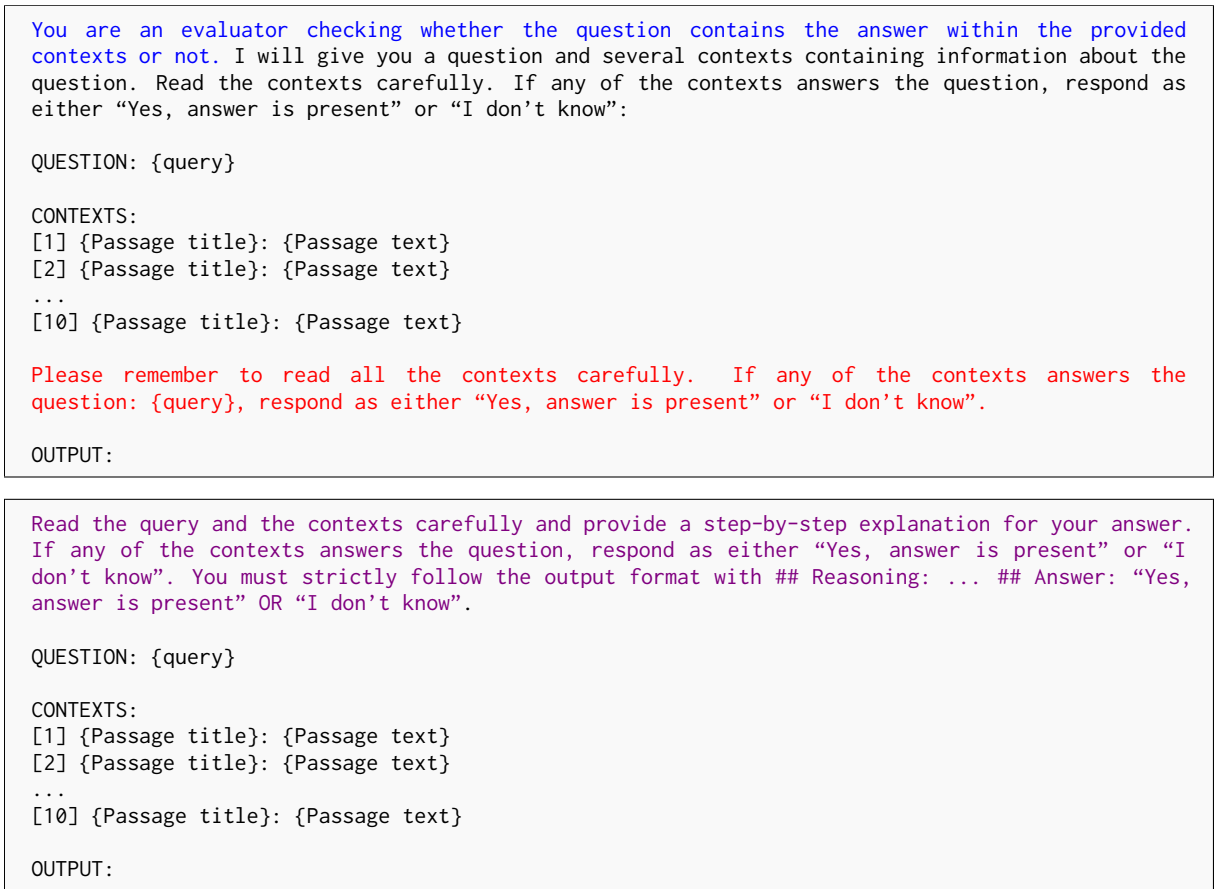 You are an evaluator checking whether the question contains the answer within the provided
contexts or not. I will give you a question and several contexts containing information about the
question. Read the contexts carefully. If any of the contexts answers the question, respond as
either “Yes, answer is present” or “I don’t know”:
QUESTION: {query}
CONTEXTS:
[1] {Passage title}: {Passage text}
[2] {Passage title}: {Passage text}
...
[10] {Passage title}: {Passage text}
Please remember to read all the contexts carefully. If any of the contexts answers the
question: {query}, respond as either “Yes, answer is present” or “I don’t know”.
OUTPUT:
Read the query and the contexts carefully and provide a step-by-step explanation for your answer.
If any of the contexts answers the question, respond as either “Yes, answer is present” or “I
don’t know”. You must strictly follow the output format with ## Reasoning: ... ## Answer: “Yes,
answer is present” OR “I don’t know”.
QUESTION: {query}
CONTEXTS:
[1] {Passage title}: {Passage text}
[2] {Passage title}: {Passage text}
...
[10] {Passage title}: {Passage text}
OUTPUT: